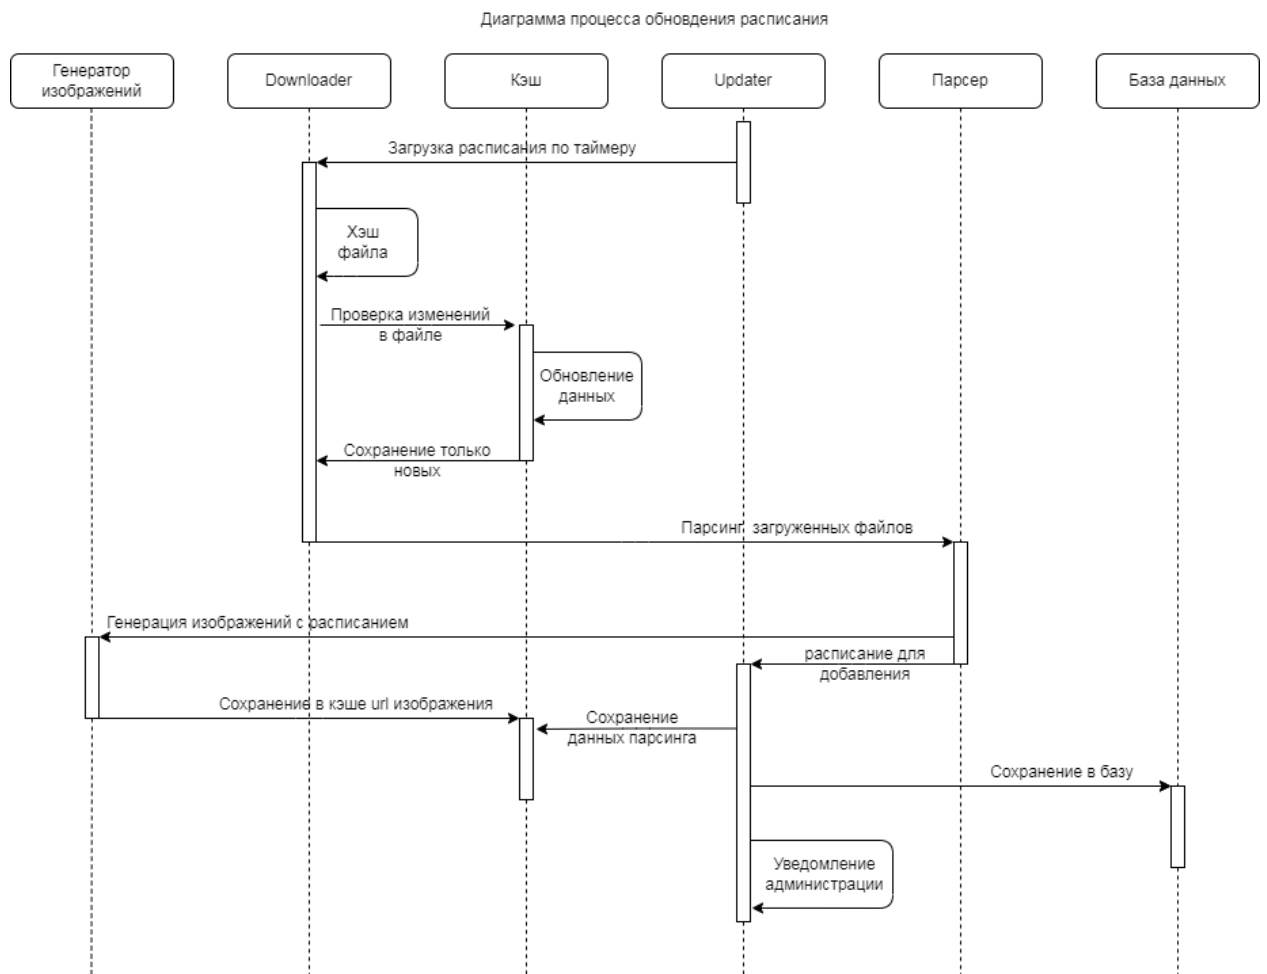 Диаграмма процесса обновдения расписания
Генератор
изображений
Downloader
Кэш
Updater
Парсер
База данных
Загрузка расписания по таймеру
Хэш
файла
Проверка изменений
в файле
Обновление
данных
Сохранение только
новых
Парсинг загруженных файлов
Генерация изображений с расписанием
расписание для
добавления
Сохранение в кэше url изображения
Сохранение
данных парсинга
Сохранение в базу
Уведомление
администрации